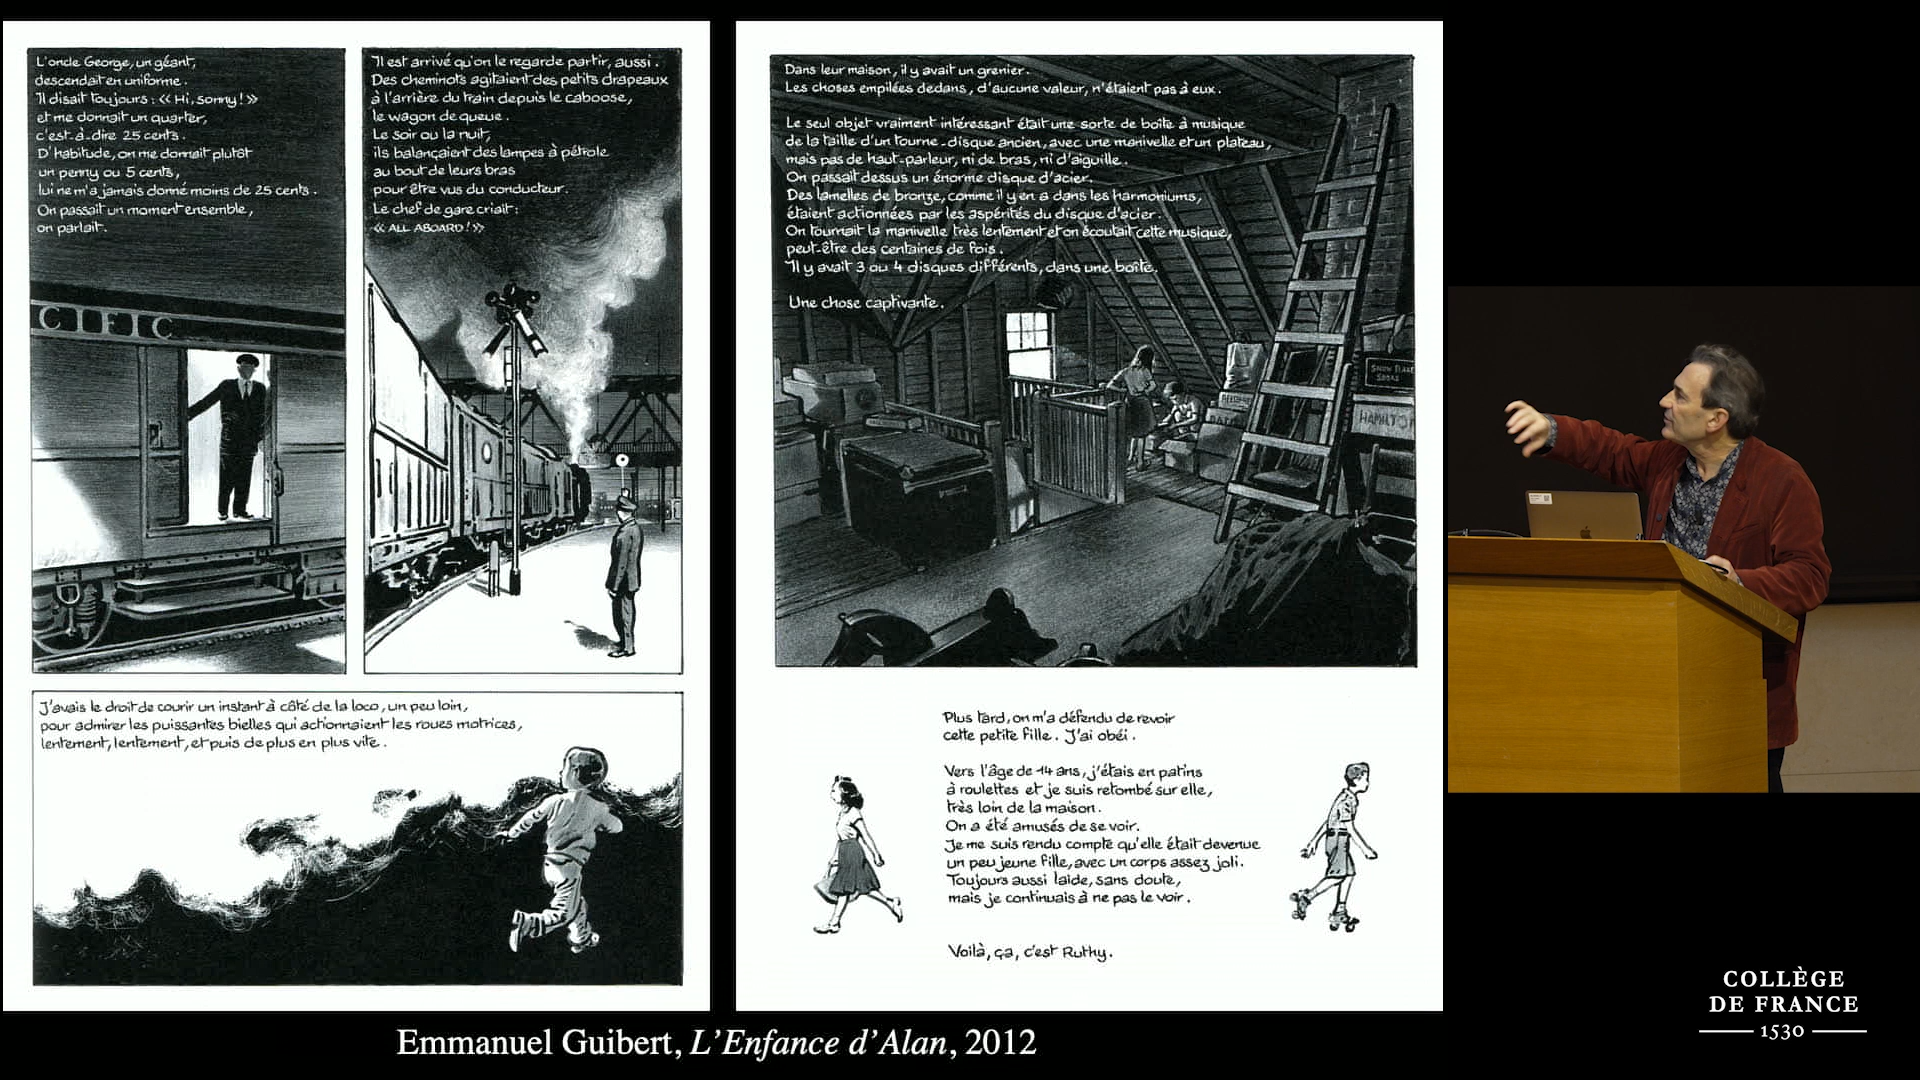 L'oncle George, un géant,
descendait en uniforme.
Il disait toujours : « Hi, sonny ! »
et me donnait un quarter,
c'est-à-dire 25 cents.
D'habitude, on me donnait plutôt
un penny ou 5 cents,
lui ne m'a jamais donné moins de 25 cents.
On passait un moment ensemble,
on parlait.
CIFIC
Il est arrivé qu'on le regarde partir, aussi.
Des cheminots agitaient des petits drapeaux
à l'arrière du train depuis le caboose,
le wagon de queue.
Le soir ou la nuit,
ils balançaient des lampes à pétrole
au bout de leurs bras
pour être vus du conducteur.
Le chef de gare criait :
« ALL ABOARD ! »
J'avais le droit de courir un instant à côté de la loco, un peu loin,
pour admirer les puissantes bielles qui actionnaient les roues motrices,
lentement, lentement, et puis de plus en plus vite.
Dans leur maison, il y avait un grenier.
Les choses empilées dedans, d'aucune valeur, n'étaient pas à eux.
Le seul objet vraiment intéressant était une sorte de boîte à musique
de la taille d'un tourne-disque ancien, avec une manivelle et un plateau,
mais pas de haut-parleur, ni de bras, ni d'aiguille.
On passait dessus un énorme disque d'acier.
Des lamelles de bronze, comme il y en a dans les harmoniums,
étaient actionnées par les aspérités du disque d'acier.
On tournait la manivelle très lentement et on écoutait cette musique,
peut-être des centaines de fois.
Il y avait 3 ou 4 disques différents, dans une boîte.
Une chose captivante.
HAMILTON
Plus tard, on m'a défendu de revoir
cette petite fille. J'ai obéi.
Vers l'âge de 14 ans, j'étais en patins
à roulettes et je suis retombé sur elle,
très loin de la maison.
On a été amusés de se voir.
Je me suis rendu compte qu'elle était devenue
un peu jeune fille, avec un corps assez joli.
Toujours aussi laide, sans doute,
mais je continuais à ne pas le voir.
Voilà, ça, c'est Ruthy.
Emmanuel Guibert, L'Enfance d'Alan, 2012
COLLÈGE
DE FRANCE
1530